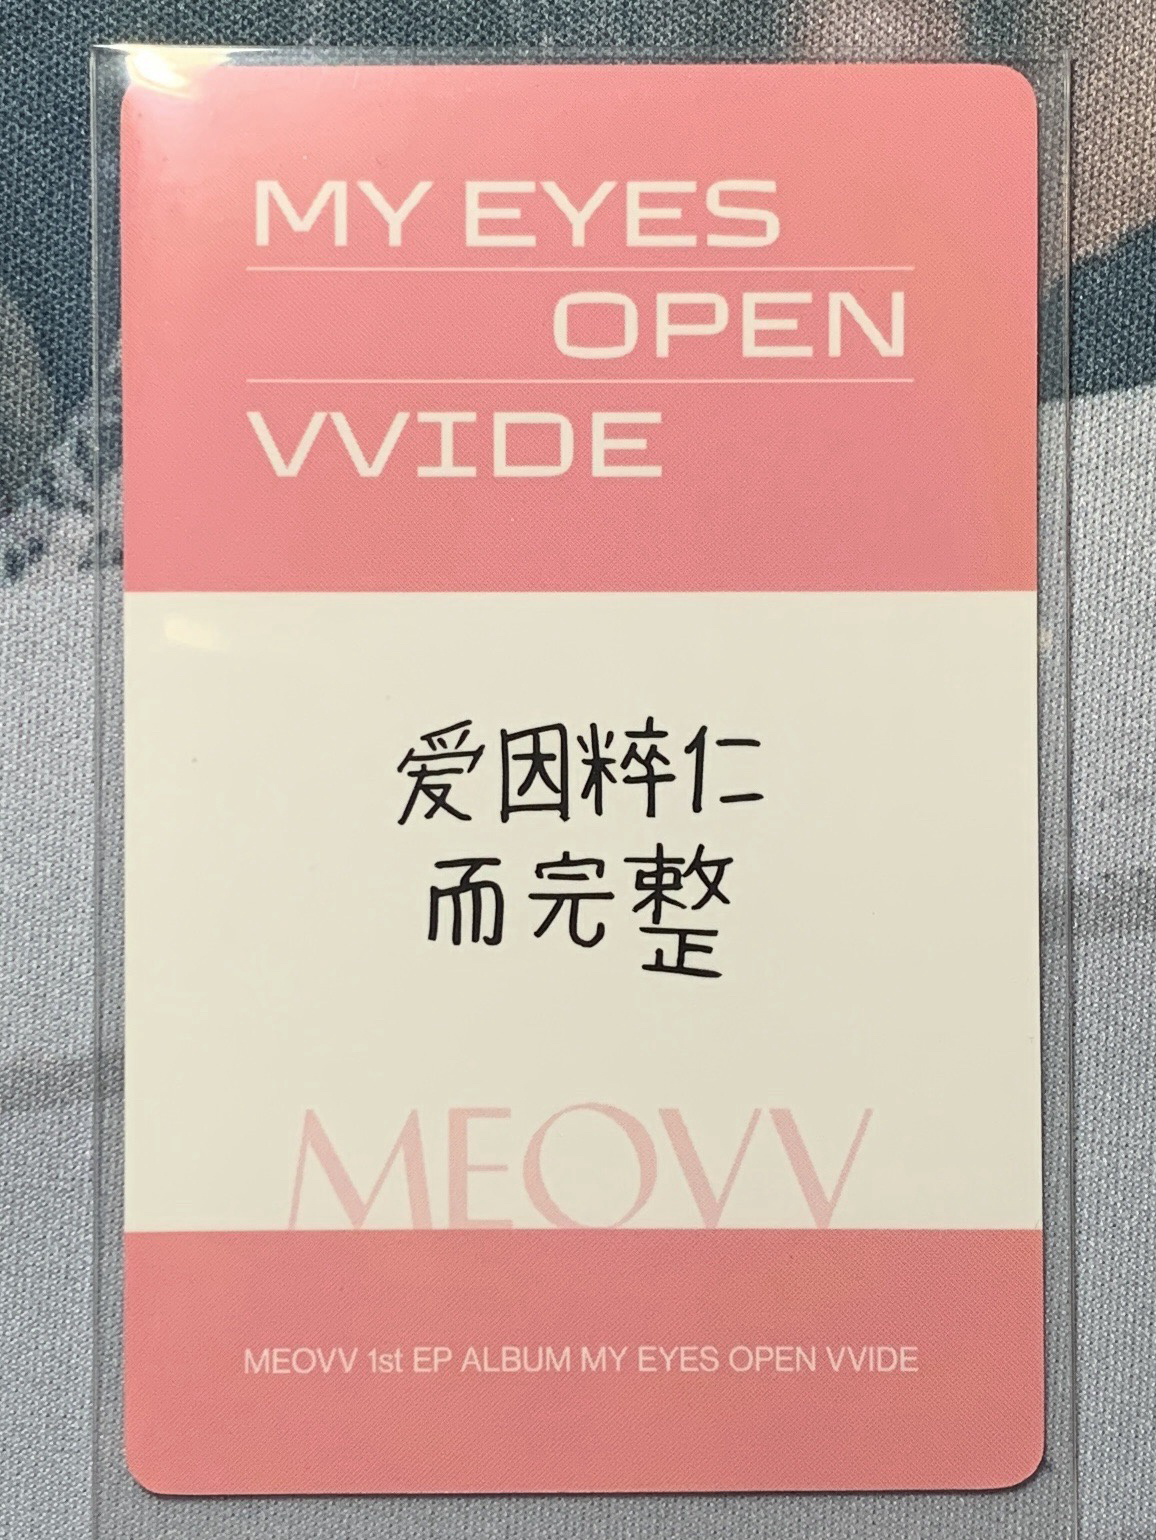 MY EYES
OPEN
VVIDE
爱因粹仁
而完整
MEOVV
MEOVV 1st EP ALBUM MY EYES OPEN VVIDE